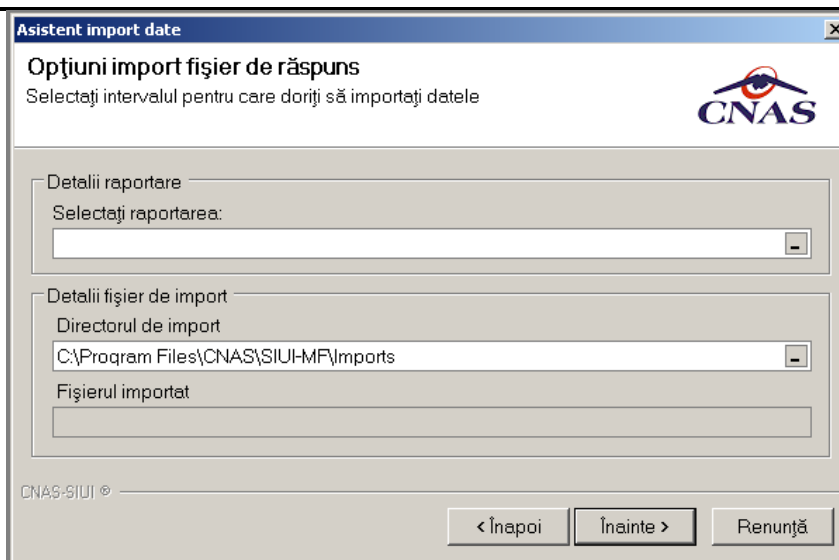 Asistent import date
Opţiuni import fişier de răspuns
Selectaţi intervalul pentru care doriţi să importaţi datele
CNAS
Detalii raportare
Selectaţi raportarea:
Detalii fişier de import
Directorul de import
C:\Program Files\CNAS\SIUI-MF\Imports
Fişierul importat
CNAS-SIUI ®
< Înapoi
Înainte >
Renunţă